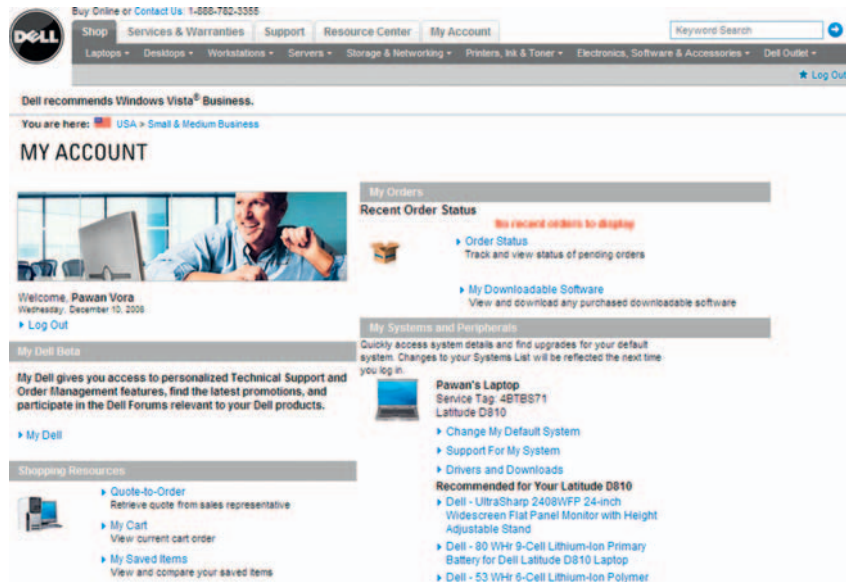 Buy Online or Contact Us: 1-888-782-3355
DELL
Shop Services & Warranties Support Resource Center My Account
Keyword Search
Laptops Desktops Workstations Servers Storage & Networking Printers, Ink & Toner Electronics, Software & Accessories Dell Outlet
Log Out
Dell recommends Windows Vista® Business.
You are here: USA > Small & Medium Business
MY ACCOUNT
Welcome, Pawan Vora
Wednesday, December 10, 2008
Log Out
My Dell Beta
My Dell gives you access to personalized Technical Support and
Order Management features, find the latest promotions, and
participate in the Dell Forums relevant to your Dell products.
My Dell
Shopping Resources
Quote-to-Order
Retrieve quote from sales representative
My Cart
View current cart order
My Saved Items
View and compare your saved items
My Orders
Recent Order Status
No recent orders to display
Order Status
Track and view status of pending orders
My Downloadable Software
View and download any purchased downloadable software
My Systems and Peripherals
Quickly access system details and find upgrades for your default
system. Changes to your Systems List will be reflected the next time
you log in.
Pawan's Laptop
Service Tag: 4BTBS71
Latitude D810
Change My Default System
Support For My System
Drivers and Downloads
Recommended for Your Latitude D810
Dell - UltraSharp 2408WFP 24-inch
Widescreen Flat Panel Monitor with Height
Adjustable Stand
Dell - 80 WHr 9-Cell Lithium-Ion Primary
Battery for Dell Latitude D810 Laptop
Dell - 53 WHr 6-Cell Lithium-Ion Polymer